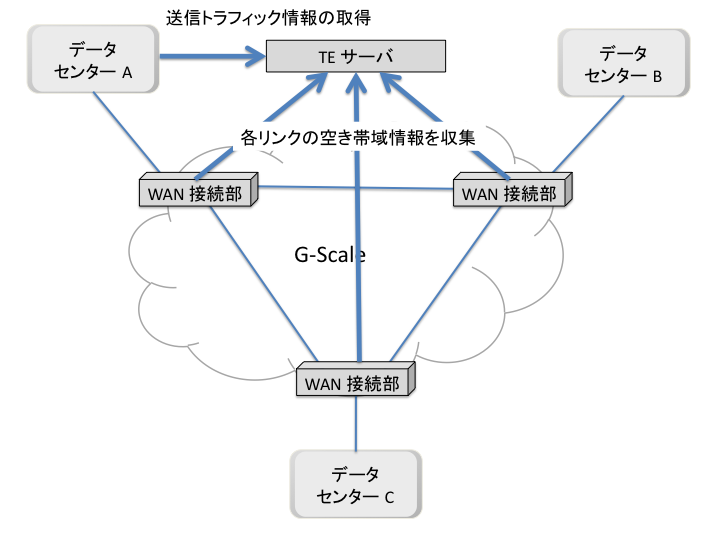 送信トラフィック情報の取得
データ
センター A
TE サーバ
データ
センター B
各リンクの空き帯域情報を収集
WAN 接続部
WAN 接続部
G-Scale
WAN 接続部
データ
センター C